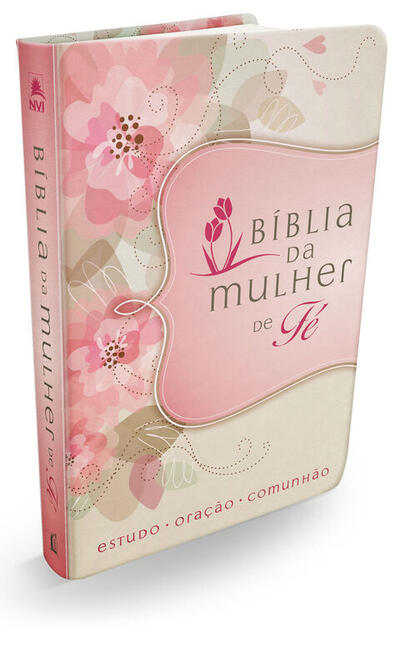 NVI
BÍBLIA DA MULHER DE Fé
BÍBLIA
DA
MULHER
DE Fé
ESTUDO • ORAÇÃO • COMUNHÃO